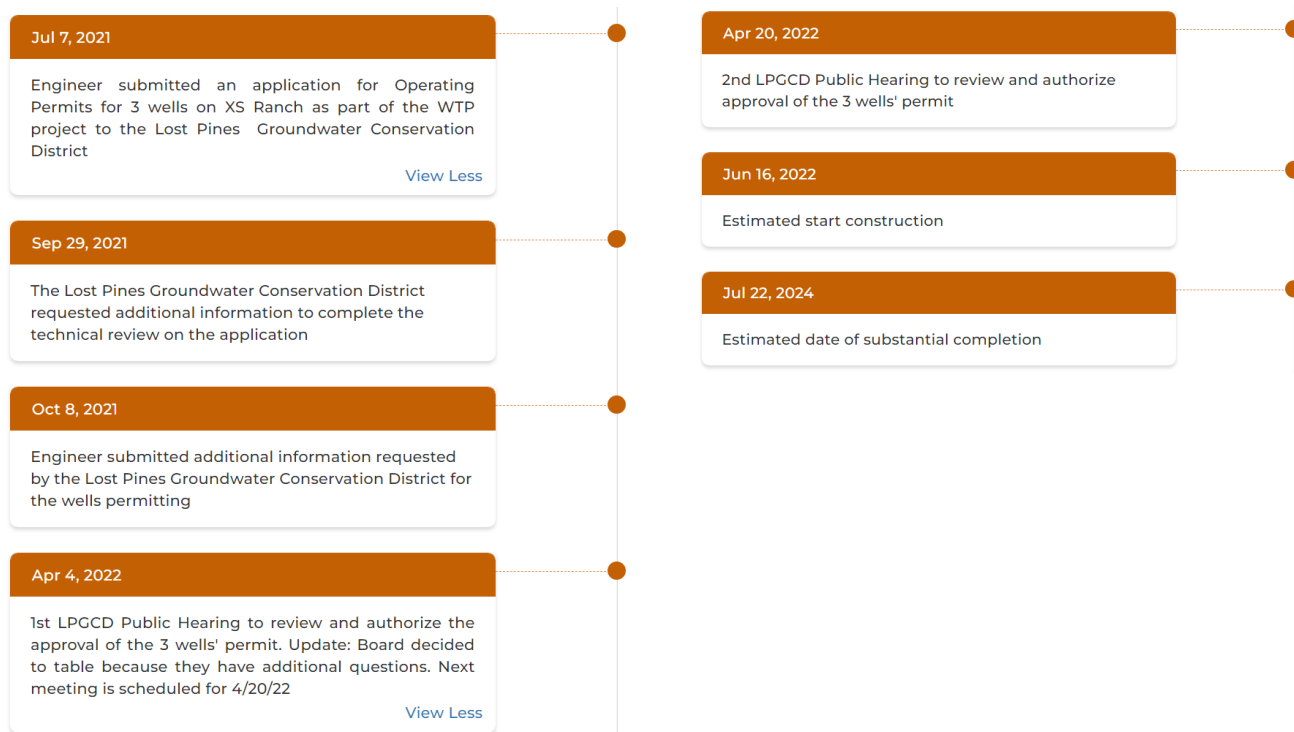 Jul 7, 2021
Engineer submitted an application for Operating
Permits for 3 wells on XS Ranch as part of the WTP
project to the Lost Pines Groundwater Conservation
District
View Less
Sep 29, 2021
The Lost Pines Groundwater Conservation District
requested additional information to complete the
technical review on the application
Oct 8, 2021
Engineer submitted additional information requested
by the Lost Pines Groundwater Conservation District for
the wells permitting
Apr 4, 2022
1st LPGCD Public Hearing to review and authorize the
approval of the 3 wells' permit. Update: Board decided
to table because they have additional questions. Next
meeting is scheduled for 4/20/22
View Less
Apr 20, 2022
2nd LPGCD Public Hearing to review and authorize
approval of the 3 wells' permit
Jun 16, 2022
Estimated start construction
Jul 22, 2024
Estimated date of substantial completion